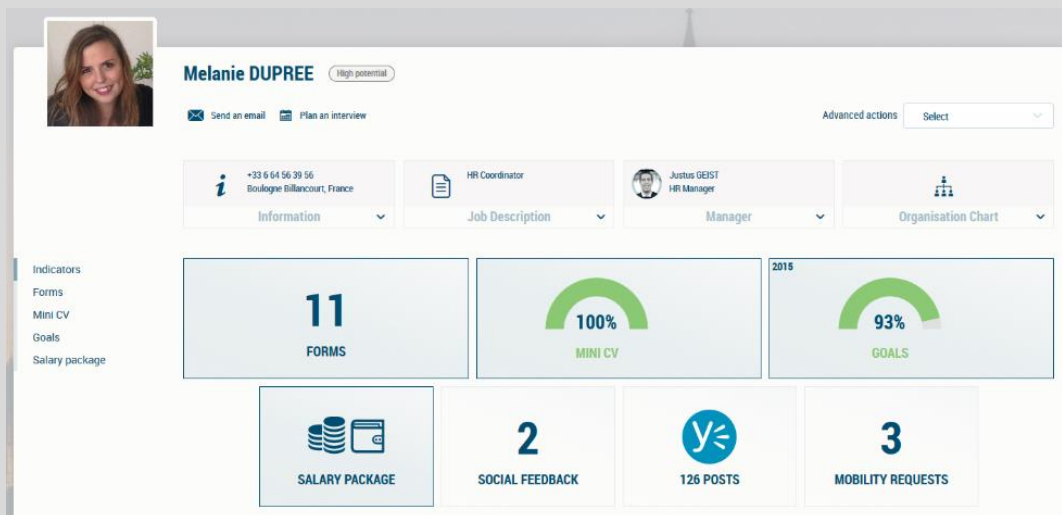 Melanie DUPREE High potential
Send an email Plan an interview
Advanced actions Select
+33 6 64 56 39 56
Boulogne Billancourt, France
Information
HR Coordinator
Job Description
Justus GEIST
HR Manager
Manager
Organisation Chart
Indicators
Forms
Mini CV
Goals
Salary package
11
FORMS
100%
MINI CV
2015
93%
GOALS
SALARY PACKAGE
2
SOCIAL FEEDBACK
126 POSTS
3
MOBILITY REQUESTS